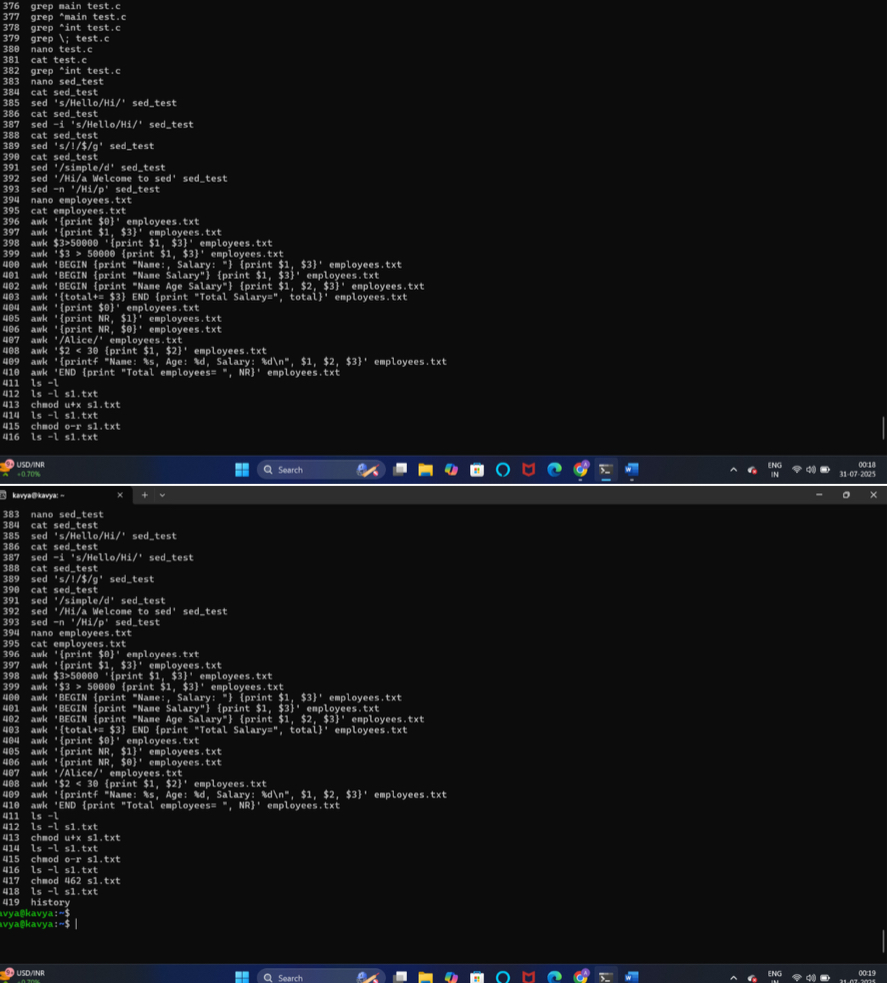 376 grep main test.c
377 grep ^main test.c
378 grep ^int test.c
379 grep \; test.c
380 nano test.c
381 cat test.c
382 grep ^int test.c
383 nano sed_test
384 cat sed_test
385 sed 's/Hello/Hi/' sed_test
386 cat sed_test
387 sed -i 's/Hello/Hi/' sed_test
388 cat sed_test
389 sed 's/!/$/g' sed_test
390 cat sed_test
391 sed '/simple/d' sed_test
392 sed '/Hi/a Welcome to sed' sed_test
393 sed -n '/Hi/p' sed_test
394 nano employees.txt
395 cat employees.txt
396 awk '{print $0}' employees.txt
397 awk '{print $1, $3}' employees.txt
398 awk $3>50000 '{print $1, $3}' employees.txt
399 awk '$3 > 50000 {print $1, $3}' employees.txt
400 awk 'BEGIN {print "Name:, Salary: "} {print $1, $3}' employees.txt
401 awk 'BEGIN {print "Name Salary"} {print $1, $3}' employees.txt
402 awk 'BEGIN {print "Name Age Salary"} {print $1, $2, $3}' employees.txt
403 awk '{total+= $3} END {print "Total Salary=", total}' employees.txt
404 awk '{print $0}' employees.txt
405 awk '{print NR, $1}' employees.txt
406 awk '{print NR, $0}' employees.txt
407 awk '/Alice/' employees.txt
408 awk '$2 < 30 {print $1, $2}' employees.txt
409 awk '{printf "Name: %s, Age: %d, Salary: %d\n", $1, $2, $3}' employees.txt
410 awk 'END {print "Total employees= ", NR}' employees.txt
411 ls -l
412 ls -l s1.txt
413 chmod u+x s1.txt
414 ls -l s1.txt
415 chmod o-r s1.txt
416 ls -l s1.txt
USD/INR
+0.70%
Search
ENG
IN
00:18
31-07-2025
kavya@kavya: ~
383 nano sed_test
384 cat sed_test
385 sed 's/Hello/Hi/' sed_test
386 cat sed_test
387 sed -i 's/Hello/Hi/' sed_test
388 cat sed_test
389 sed 's/!/$/g' sed_test
390 cat sed_test
391 sed '/simple/d' sed_test
392 sed '/Hi/a Welcome to sed' sed_test
393 sed -n '/Hi/p' sed_test
394 nano employees.txt
395 cat employees.txt
396 awk '{print $0}' employees.txt
397 awk '{print $1, $3}' employees.txt
398 awk $3>50000 '{print $1, $3}' employees.txt
399 awk '$3 > 50000 {print $1, $3}' employees.txt
400 awk 'BEGIN {print "Name:, Salary: "} {print $1, $3}' employees.txt
401 awk 'BEGIN {print "Name Salary"} {print $1, $3}' employees.txt
402 awk 'BEGIN {print "Name Age Salary"} {print $1, $2, $3}' employees.txt
403 awk '{total+= $3} END {print "Total Salary=", total}' employees.txt
404 awk '{print $0}' employees.txt
405 awk '{print NR, $1}' employees.txt
406 awk '{print NR, $0}' employees.txt
407 awk '/Alice/' employees.txt
408 awk '$2 < 30 {print $1, $2}' employees.txt
409 awk '{printf "Name: %s, Age: %d, Salary: %d\n", $1, $2, $3}' employees.txt
410 awk 'END {print "Total employees= ", NR}' employees.txt
411 ls -l
412 ls -l s1.txt
413 chmod u+x s1.txt
414 ls -l s1.txt
415 chmod o-r s1.txt
416 ls -l s1.txt
417 chmod 462 s1.txt
418 ls -l s1.txt
419 history
avya@kavya:~$
avya@kavya:~$
USD/INR
+0.70%
Search
ENG
IN
00:19
31-07-2025